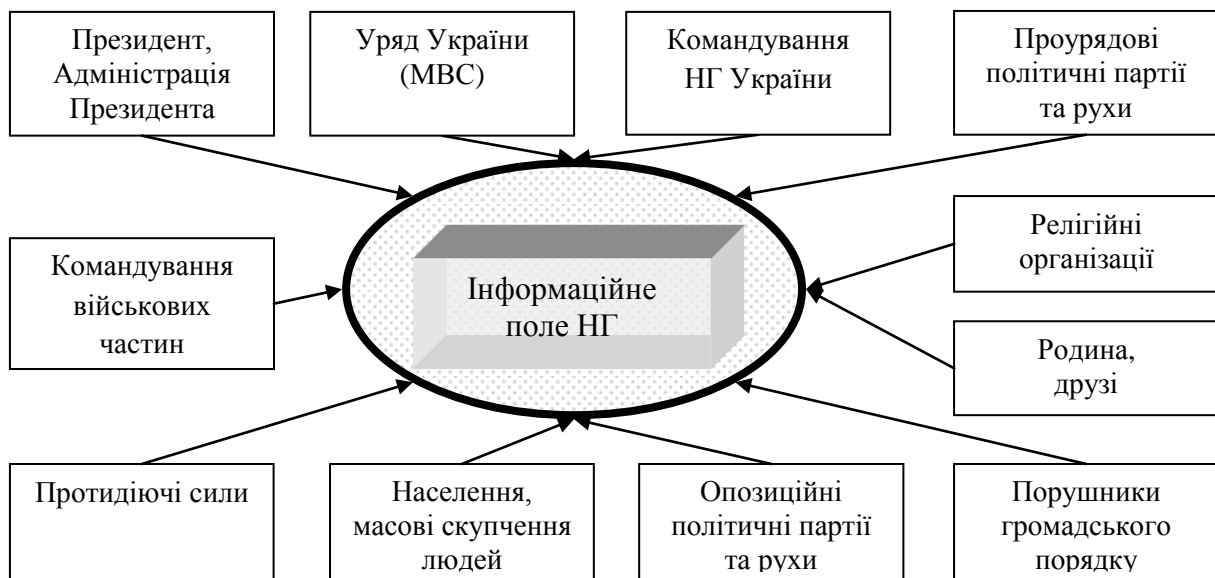 Президент,
Адміністрація
Президента
Уряд України
(МВС)
Командування
НГ України
Проурядові
політичні партії
та рухи
Командування
військових
частин
Інформаційне
поле НГ
Релігійні
організації
Родина,
друзі
Протидіючі сили
Населення,
масові скупчення
людей
Опозиційні
політичні партії
та рухи
Порушники
громадського
порядку